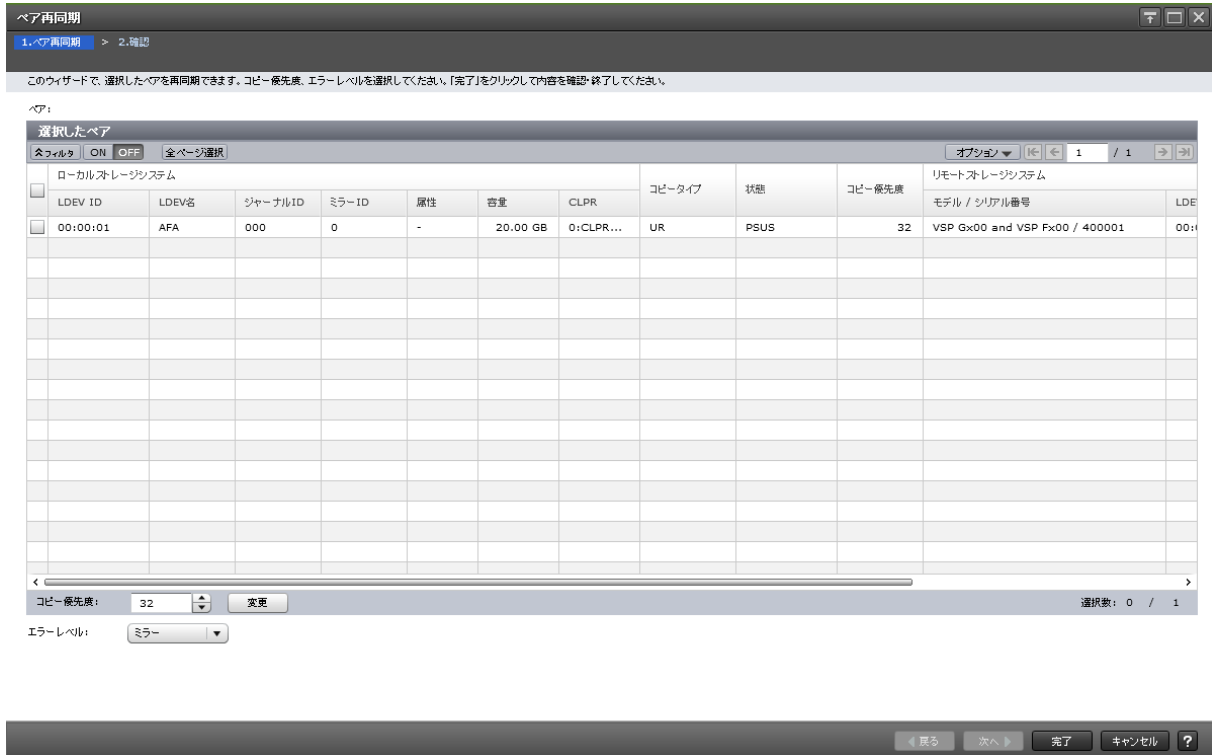 ペア再同期
1.ペア再同期 > 2.確認
このウィザードで、選択したペアを再同期できます。コピー優先度、エラーレベルを選択してください。「完了」をクリックして内容を確認・終了してください。
ペア:
選択したペア
フィルタ ON OFF 全ページ選択 オプション 1 / 1
ローカルストレージシステム コピータイプ 状態 コピー優先度 リモートストレージシステム
LDEV ID LDEV名 ジャーナルID ミラーID 属性 容量 CLPR モデル / シリアル番号 LDE
00:00:01 AFA 000 0 - 20.00 GB 0:CLPR... UR PSUS 32 VSP Gx00 and VSP Fx00 / 400001 00:
コピー優先度: 32 変更 選択数: 0 / 1
エラーレベル: ミラー
戻る 次へ 完了 キャンセル ?